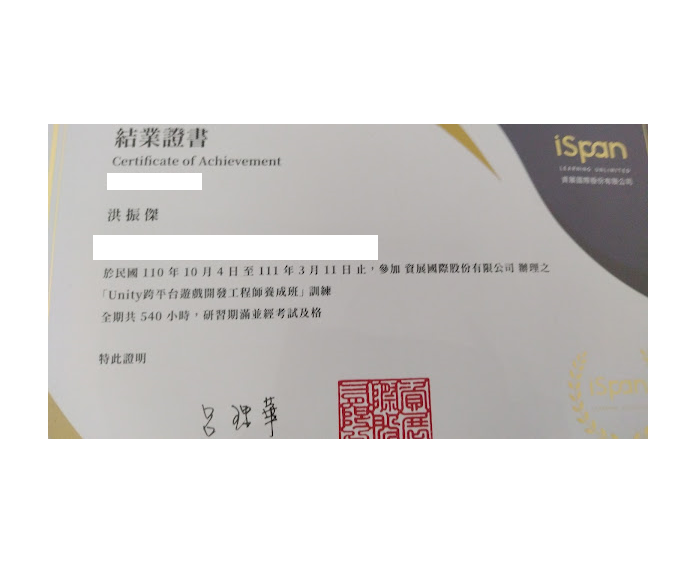 結業證書
Certificate of Achievement
iSpan
LEARNING UNLIMITED
資展國際股份有限公司
洪振傑
於民國 110 年 10 月 4 日 至 111 年 3 月 11 日 止，參加 資展國際股份有限公司 辦理之
「Unity跨平台遊戲開發工程師養成班」訓練
全期共 540 小時，研習期滿並經考試及格
特此證明
iSpan